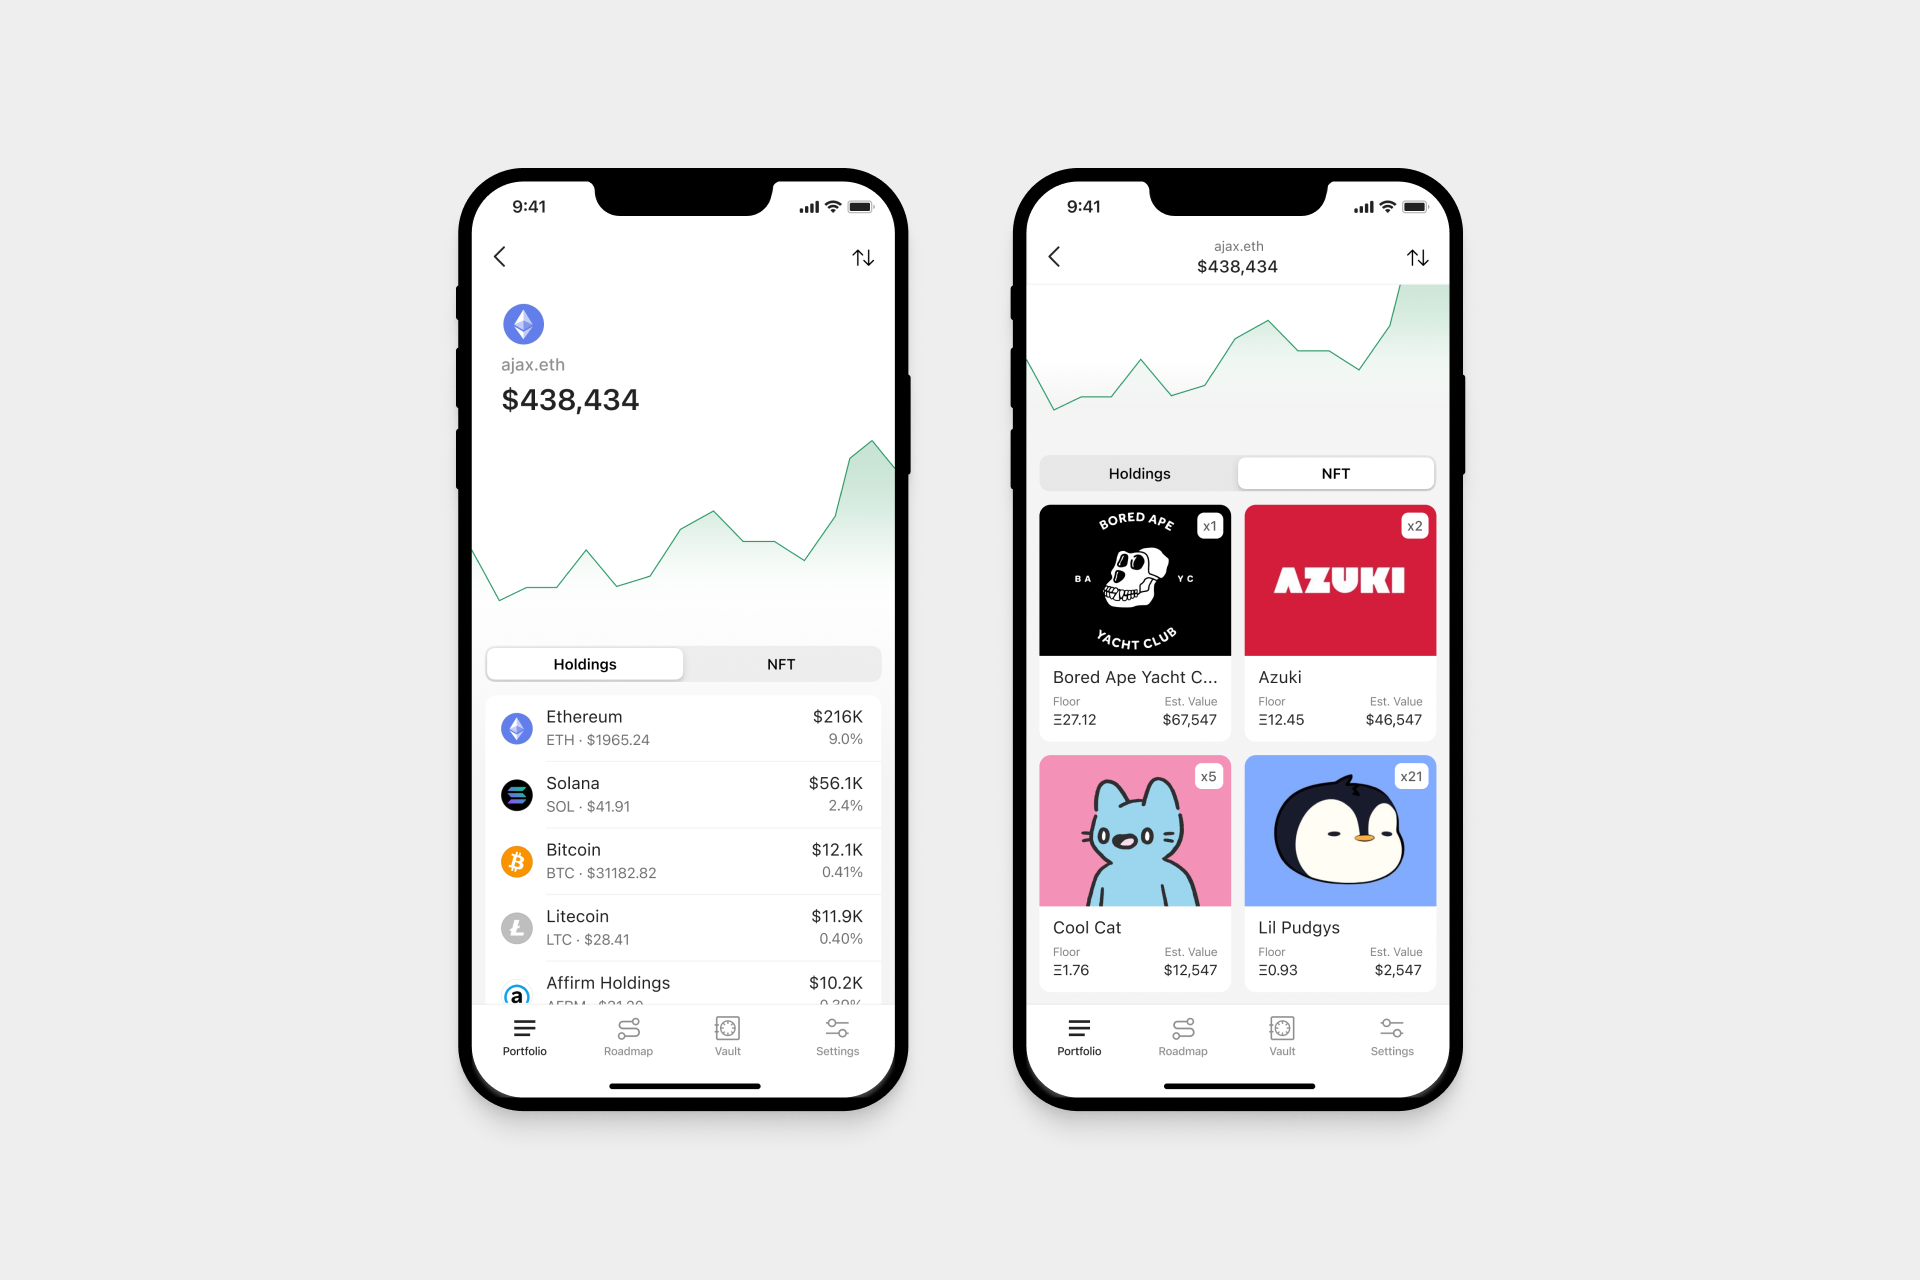 9:41
ajax.eth
$438,434
Holdings
NFT
Ethereum
$216K
ETH · $1965.24
9.0%
Solana
$56.1K
SOL · $41.91
2.4%
Bitcoin
$12.1K
BTC · $31182.82
0.41%
Litecoin
$11.9K
LTC · $28.41
0.40%
Affirm Holdings
$10.2K
a
Portfolio
Roadmap
Vault
Settings
9:41
ajax.eth
$438,434
Holdings
NFT
BORED APE
x1
BA
YC
YACHT CLUB
Bored Ape Yacht C...
Floor
Est. Value
Ξ27.12
$67,547
x2
AZUKI
Azuki
Floor
Est. Value
Ξ12.45
$46,547
x5
Cool Cat
Floor
Est. Value
Ξ1.76
$12,547
x21
Lil Pudgys
Floor
Est. Value
Ξ0.93
$2,547
Portfolio
Roadmap
Vault
Settings